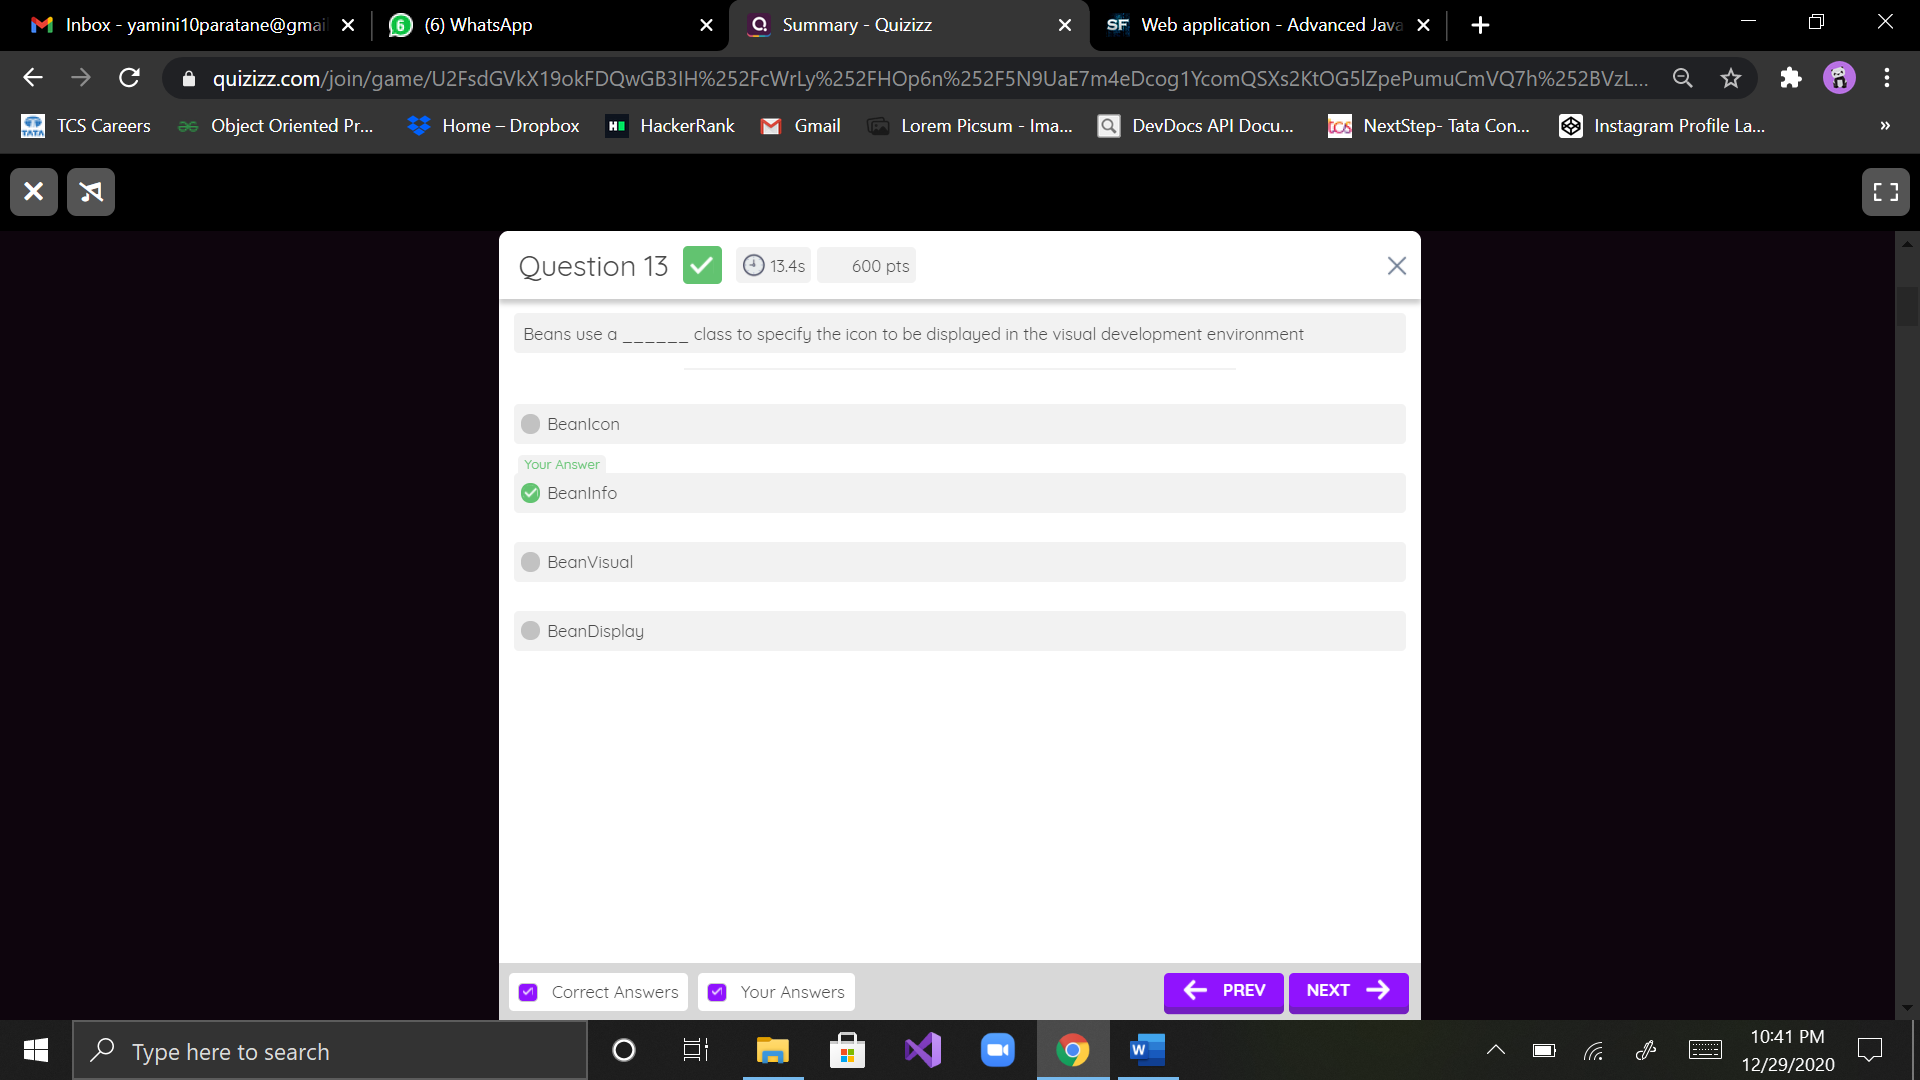 Inbox - yamini10paratane@gmai
(6) WhatsApp
Summary - Quizizz
Web application - Advanced Java
quizizz.com/join/game/U2FsdGVkX19okFDQwGB3IH%252FcWrLy%252FHOp6n%252F5N9UaE7m4eDcog1YcomQSXs2KtOG5lZpePumuCmVQ7h%252BVzL...
TCS Careers
Object Oriented Pr...
Home – Dropbox
HackerRank
Gmail
Lorem Picsum - Ima...
DevDocs API Docu...
NextStep- Tata Con...
Instagram Profile La...
»
Question 13
13.4s
600 pts
Beans use a ______ class to specify the icon to be displayed in the visual development environment
BeanIcon
Your Answer
BeanInfo
BeanVisual
BeanDisplay
Correct Answers
Your Answers
PREV
NEXT
Type here to search
10:41 PM
12/29/2020